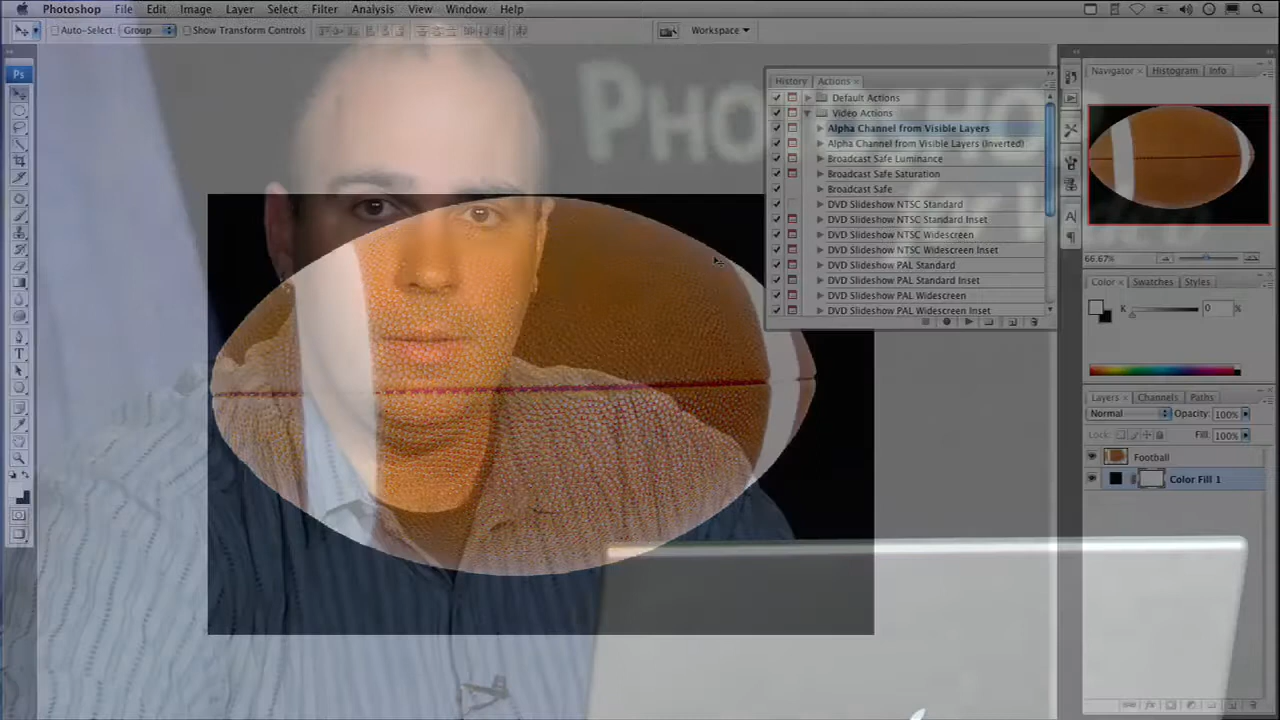 Photoshop File Edit Image Layer Select Filter Analysis View Window Help
Auto-Select: Group Show Transform Controls Workspace
Ps
PHOTOSHOP
History Actions ×
Default Actions
Video Actions
Alpha Channel from Visible Layers
Alpha Channel from Visible Layers (Inverted)
Broadcast Safe Luminance
Broadcast Safe Saturation
Broadcast Safe
DVD Slideshow NTSC Standard
DVD Slideshow NTSC Standard Inset
DVD Slideshow NTSC Widescreen
DVD Slideshow NTSC Widescreen Inset
DVD Slideshow PAL Standard
DVD Slideshow PAL Standard Inset
DVD Slideshow PAL Widescreen
DVD Slideshow PAL Widescreen Inset
Navigator × Histogram Info
66.67%
Color × Swatches Styles
K 0 %
Layers × Channels Paths
Normal Opacity: 100%
Lock: Fill: 100%
Football
Color Fill 1